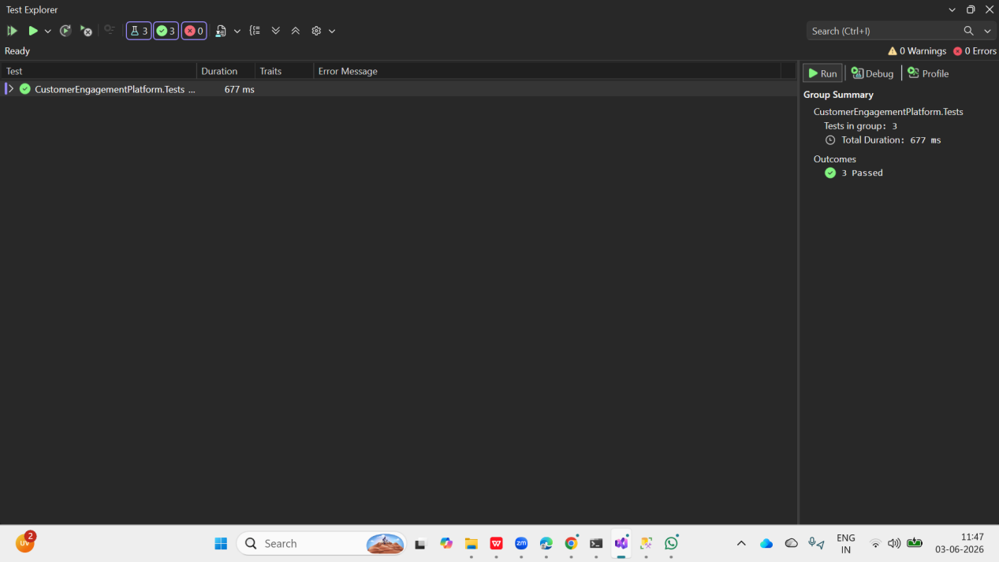 Test Explorer
3 3 0
Search (Ctrl+I)
Ready
0 Warnings 0 Errors
Test Duration Traits Error Message
CustomerEngagementPlatform.Tests ... 677 ms
Run Debug Profile
Group Summary
CustomerEngagementPlatform.Tests
Tests in group: 3
Total Duration: 677 ms
Outcomes
3 Passed
UV 2
Search
W
zm
ENG
IN
11:47
03-06-2026